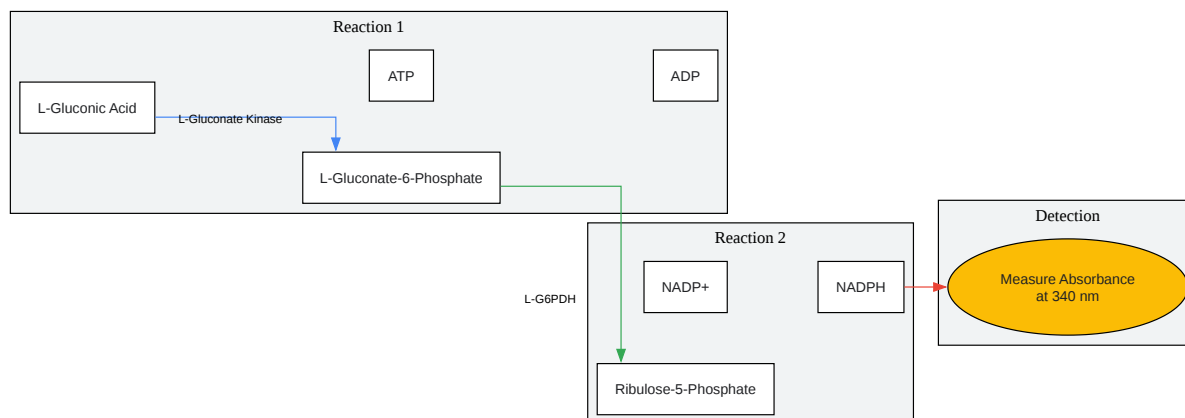 Reaction 1
ATP
ADP
L-Gluconic Acid
L-Gluconate Kinase
L-Gluconate-6-Phosphate
Reaction 2
Detection
NADP+
NADPH
Measure Absorbance
at 340 nm
L-G6PDH
Ribulose-5-Phosphate